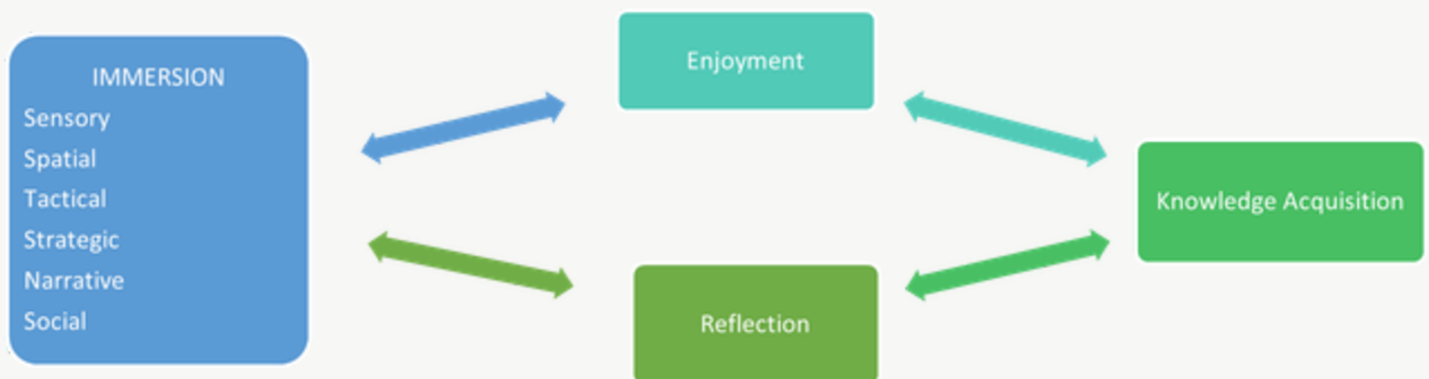 IMMERSION
Sensory
Spatial
Tactical
Strategic
Narrative
Social
Enjoyment
Reflection
Knowledge Acquisition